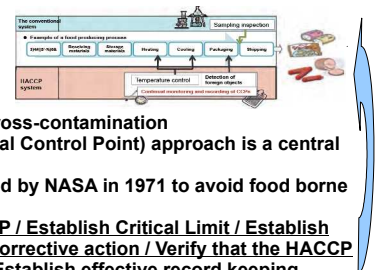 The conventional system
Sampling inspection
● Example of a food producing process
Receiving materials
Storage materials
Heating
Cooling
Packaging
Shipping
HACCP system
Temperature control
Detection of foreign objects
Continual monitoring and recording of CCPs
ross-contamination
al Control Point) approach is a central
d by NASA in 1971 to avoid food borne
P / Establish Critical Limit / Establish
orrective action / Verify that the HACCP
Establish effective record keeping